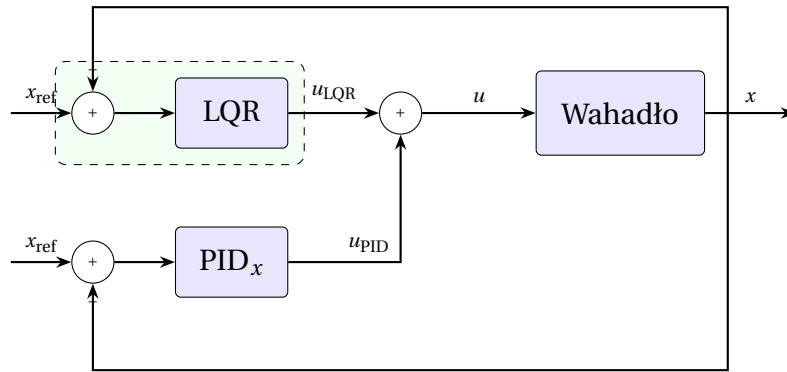 −
x_ref + LQR u_LQR + u Wahadło x
x_ref + PID_x u_PID
−